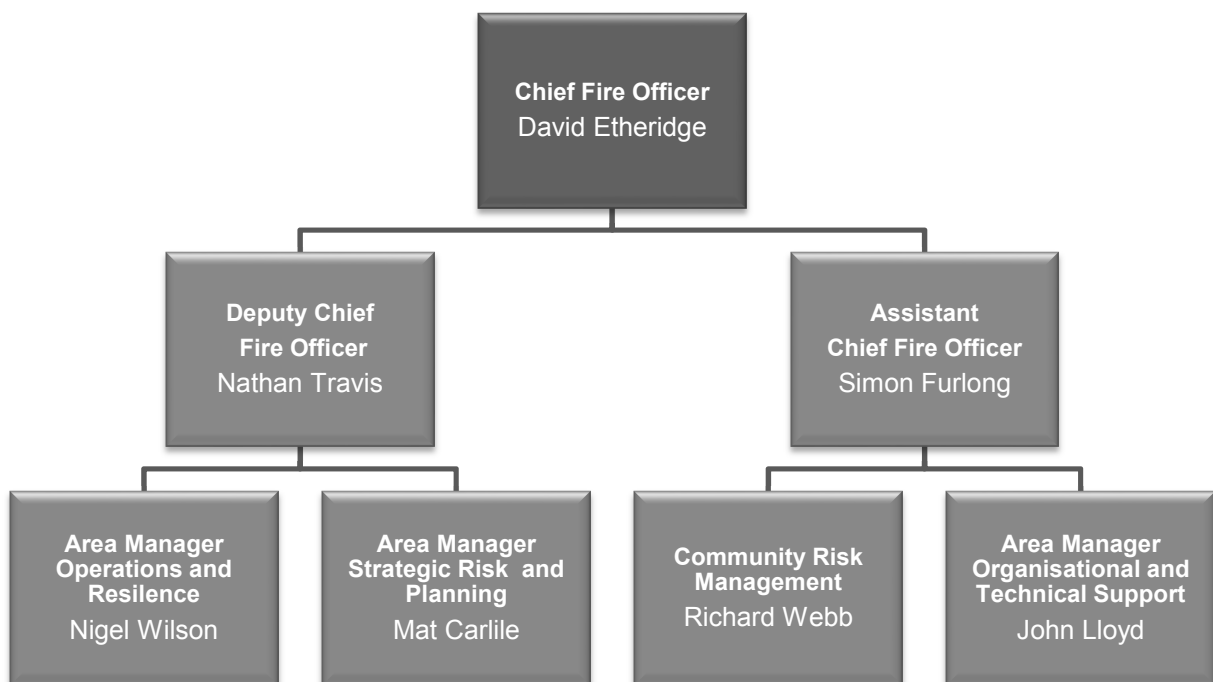 Chief Fire Officer
David Etheridge
Deputy Chief
Fire Officer
Nathan Travis
Assistant
Chief Fire Officer
Simon Furlong
Area Manager
Operations and
Resilence
Nigel Wilson
Area Manager
Strategic Risk and
Planning
Mat Carlile
Community Risk
Management
Richard Webb
Area Manager
Organisational and
Technical Support
John Lloyd